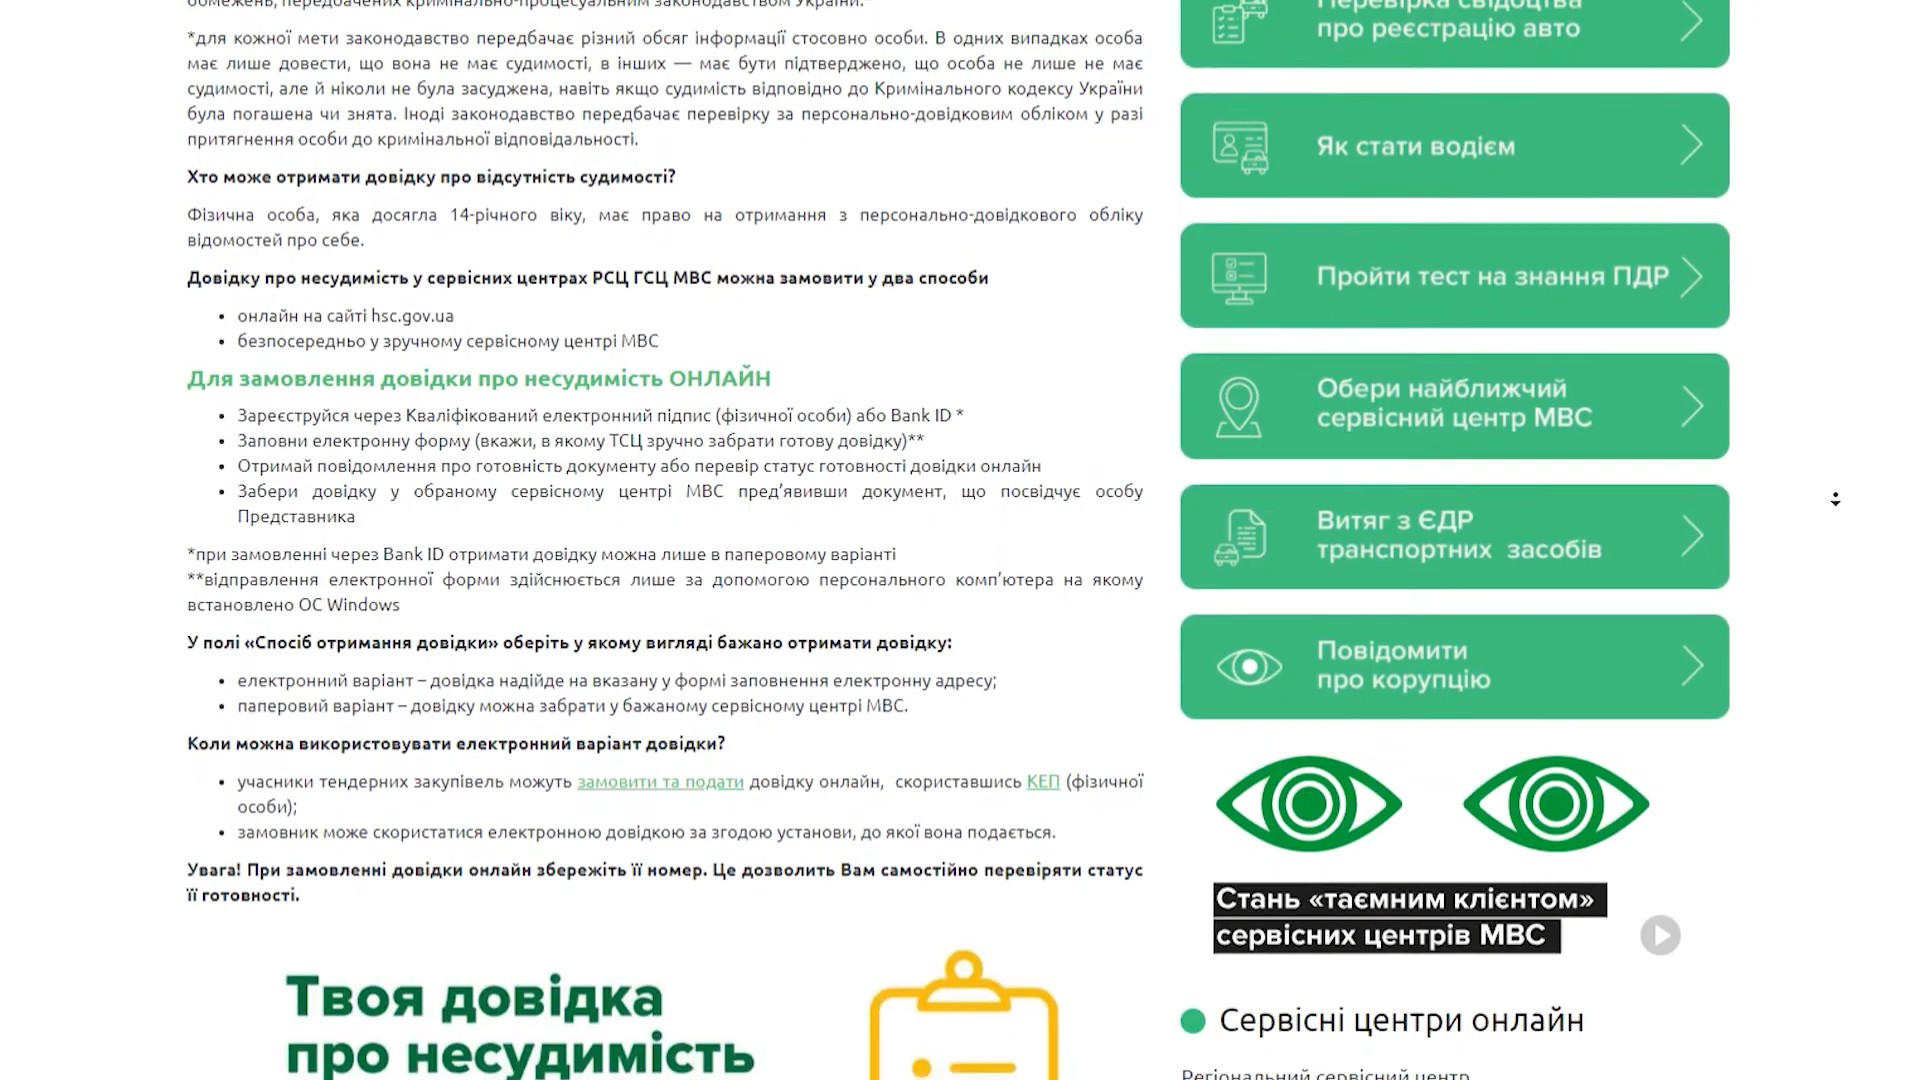 обмежень, передбачених кримінально-процесуальним законодавством України.*
*для кожної мети законодавство передбачає різний обсяг інформації стосовно особи. В одних випадках особа
має лише довести, що вона не має судимості, в інших — має бути підтверджено, що особа не лише не має
судимості, але й ніколи не була засуджена, навіть якщо судимість відповідно до Кримінального кодексу України
була погашена чи знята. Іноді законодавство передбачає перевірку за персонально-довідковим обліком у разі
притягнення особи до кримінальної відповідальності.
Хто може отримати довідку про відсутність судимості?
Фізична особа, яка досягла 14-річного віку, має право на отримання з персонально-довідкового обліку
відомостей про себе.
Довідку про несудимість у сервісних центрах РСЦ ГСЦ МВС можна замовити у два способи
• онлайн на сайті hsc.gov.ua
• безпосередньо у зручному сервісному центрі МВС
Для замовлення довідки про несудимість ОНЛАЙН
• Зареєструйся через Кваліфікований електронний підпис (фізичної особи) або Bank ID *
• Заповни електронну форму (вкажи, в якому ТСЦ зручно забрати готову довідку)**
• Отримай повідомлення про готовність документу або перевір статус готовності довідки онлайн
• Забери довідку у обраному сервісному центрі МВС пред’явивши документ, що посвідчує особу
Представника
*при замовленні через Bank ID отримати довідку можна лише в паперовому варіанті
**відправлення електронної форми здійснюється лише за допомогою персонального комп’ютера на якому
встановлено ОС Windows
У полі «Спосіб отримання довідки» оберіть у якому вигляді бажано отримати довідку:
• електронний варіант – довідка надійде на вказану у формі заповнення електронну адресу;
• паперовий варіант – довідку можна забрати у бажаному сервісному центрі МВС.
Коли можна використовувати електронний варіант довідки?
• учасники тендерних закупівель можуть замовити та подати довідку онлайн, скориставшись КЕП (фізичної
особи);
• замовник може скористатися електронною довідкою за згодою установи, до якої вона подається.
Увага! При замовленні довідки онлайн збережіть її номер. Це дозволить Вам самостійно перевіряти статус
її готовності.
Твоя довідка
про несудимість
Перевірка свідоцтва
про реєстрацію авто
Як стати водієм
Пройти тест на знання ПДР
Обери найближчий
сервісний центр МВС
Витяг з ЄДР
транспортних засобів
Повідомити
про корупцію
Стань «таємним клієнтом»
сервісних центрів МВС
Сервісні центри онлайн
Регіональний сервісний центр